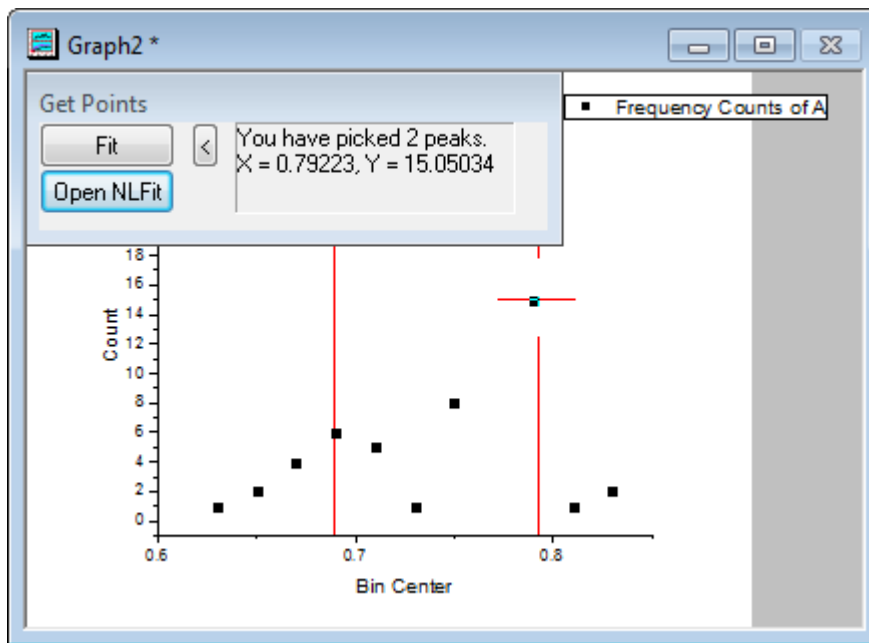 Graph2 *
Get Points
Fit
<
You have picked 2 peaks.
X = 0.79223, Y = 15.05034
Open NLFit
Frequency Counts of A
18
16
14
12
10
8
6
4
2
0
Count
0.6
0.7
0.8
Bin Center